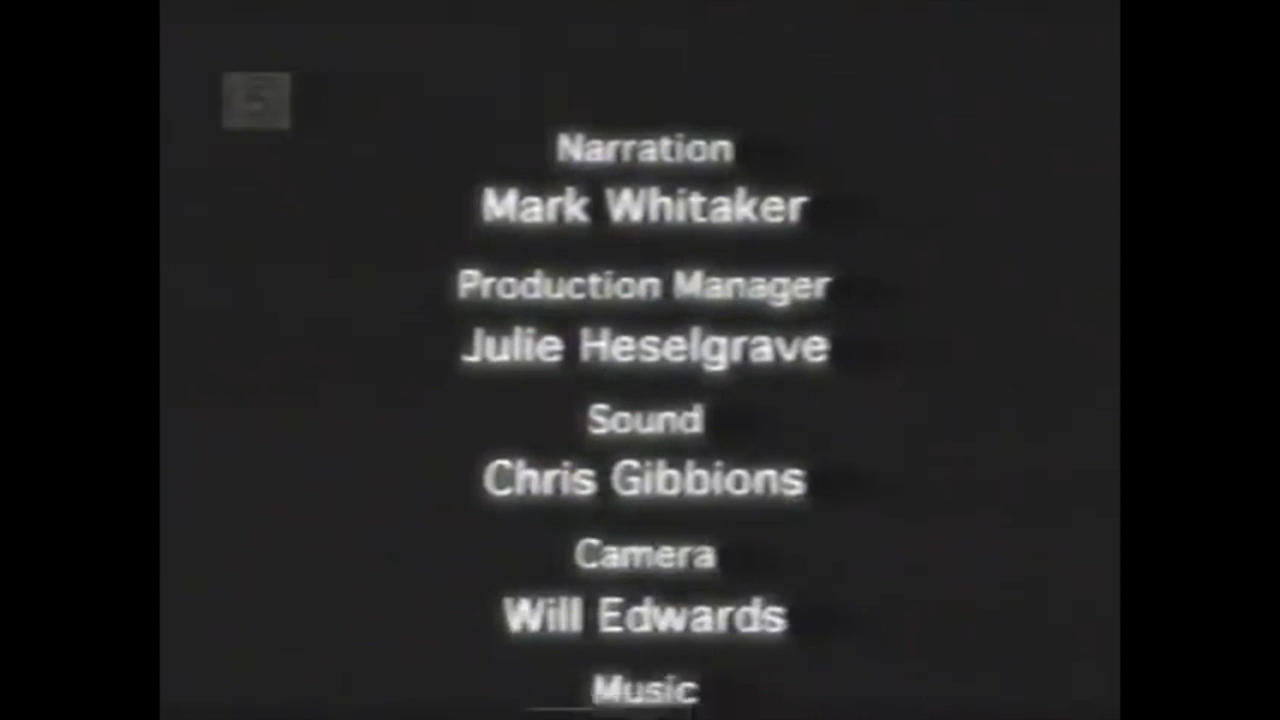 5
Narration
Mark Whitaker
Production Manager
Julie Heselgrave
Sound
Chris Gibbions
Camera
Will Edwards
Music